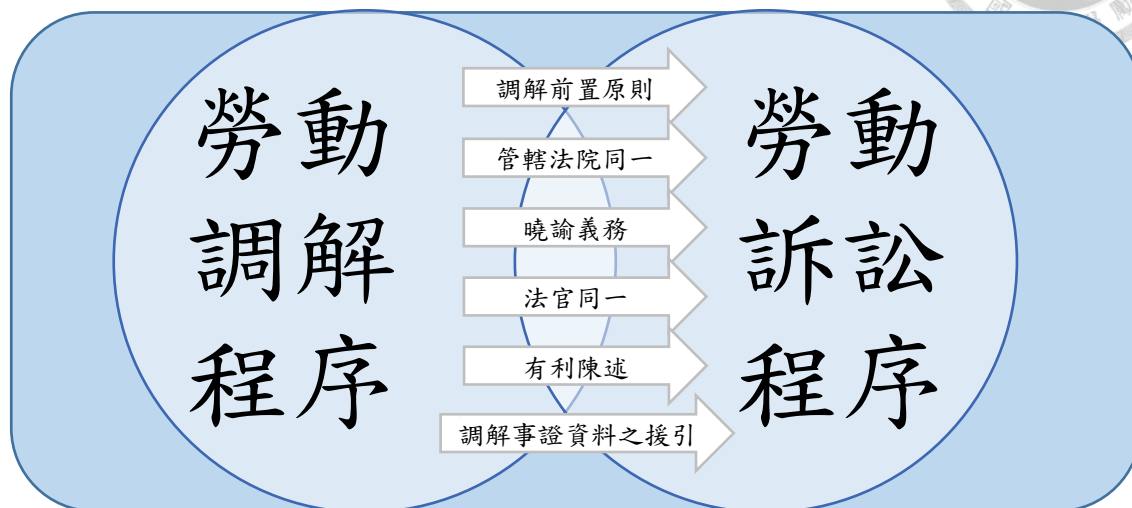 勞動
調解
程序
調解前置原則
管轄法院同一
曉諭義務
法官同一
有利陳述
調解事證資料之援引
勞動
訴訟
程序